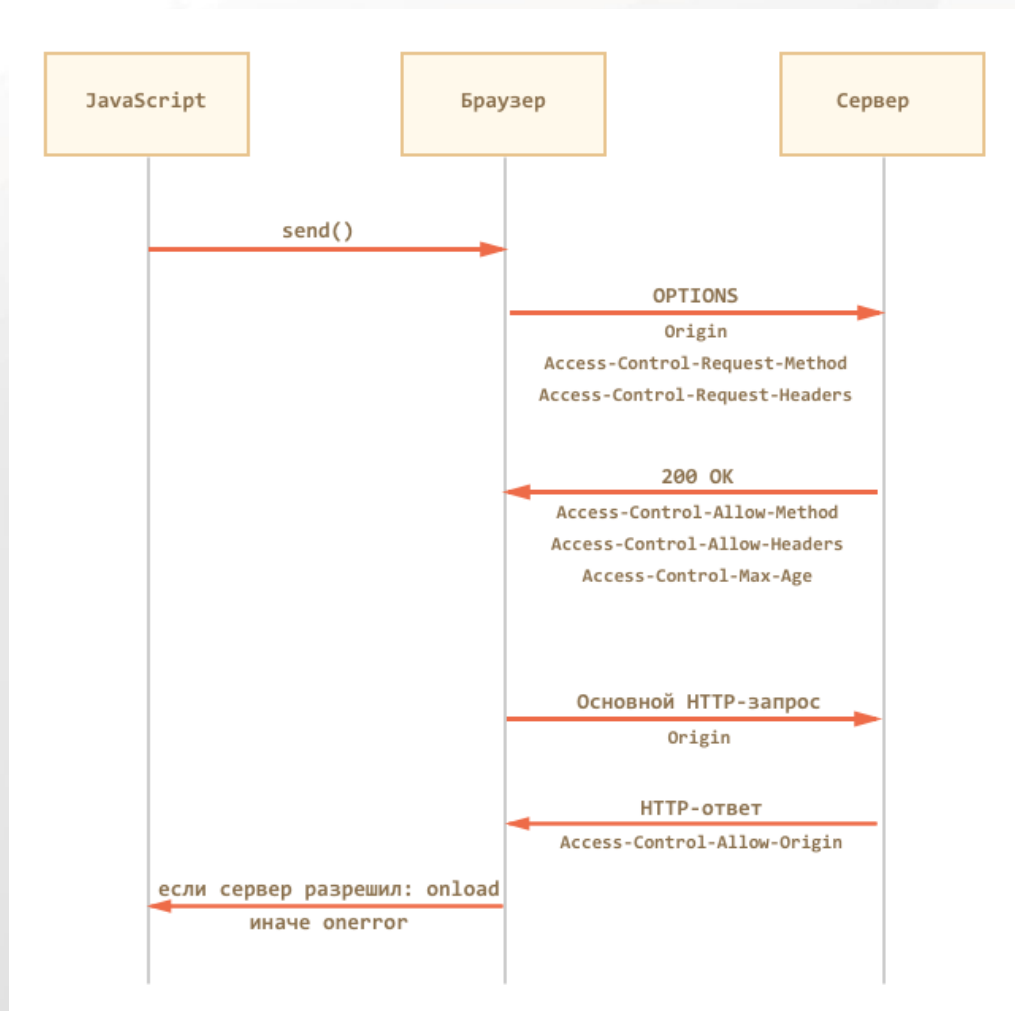 JavaScript
Браузер
Сервер
send()
OPTIONS
Origin
Access-Control-Request-Method
Access-Control-Request-Headers
200 OK
Access-Control-Allow-Method
Access-Control-Allow-Headers
Access-Control-Max-Age
Основной HTTP-запрос
Origin
HTTP-ответ
Access-Control-Allow-Origin
если сервер разрешил: onload
иначе onerror